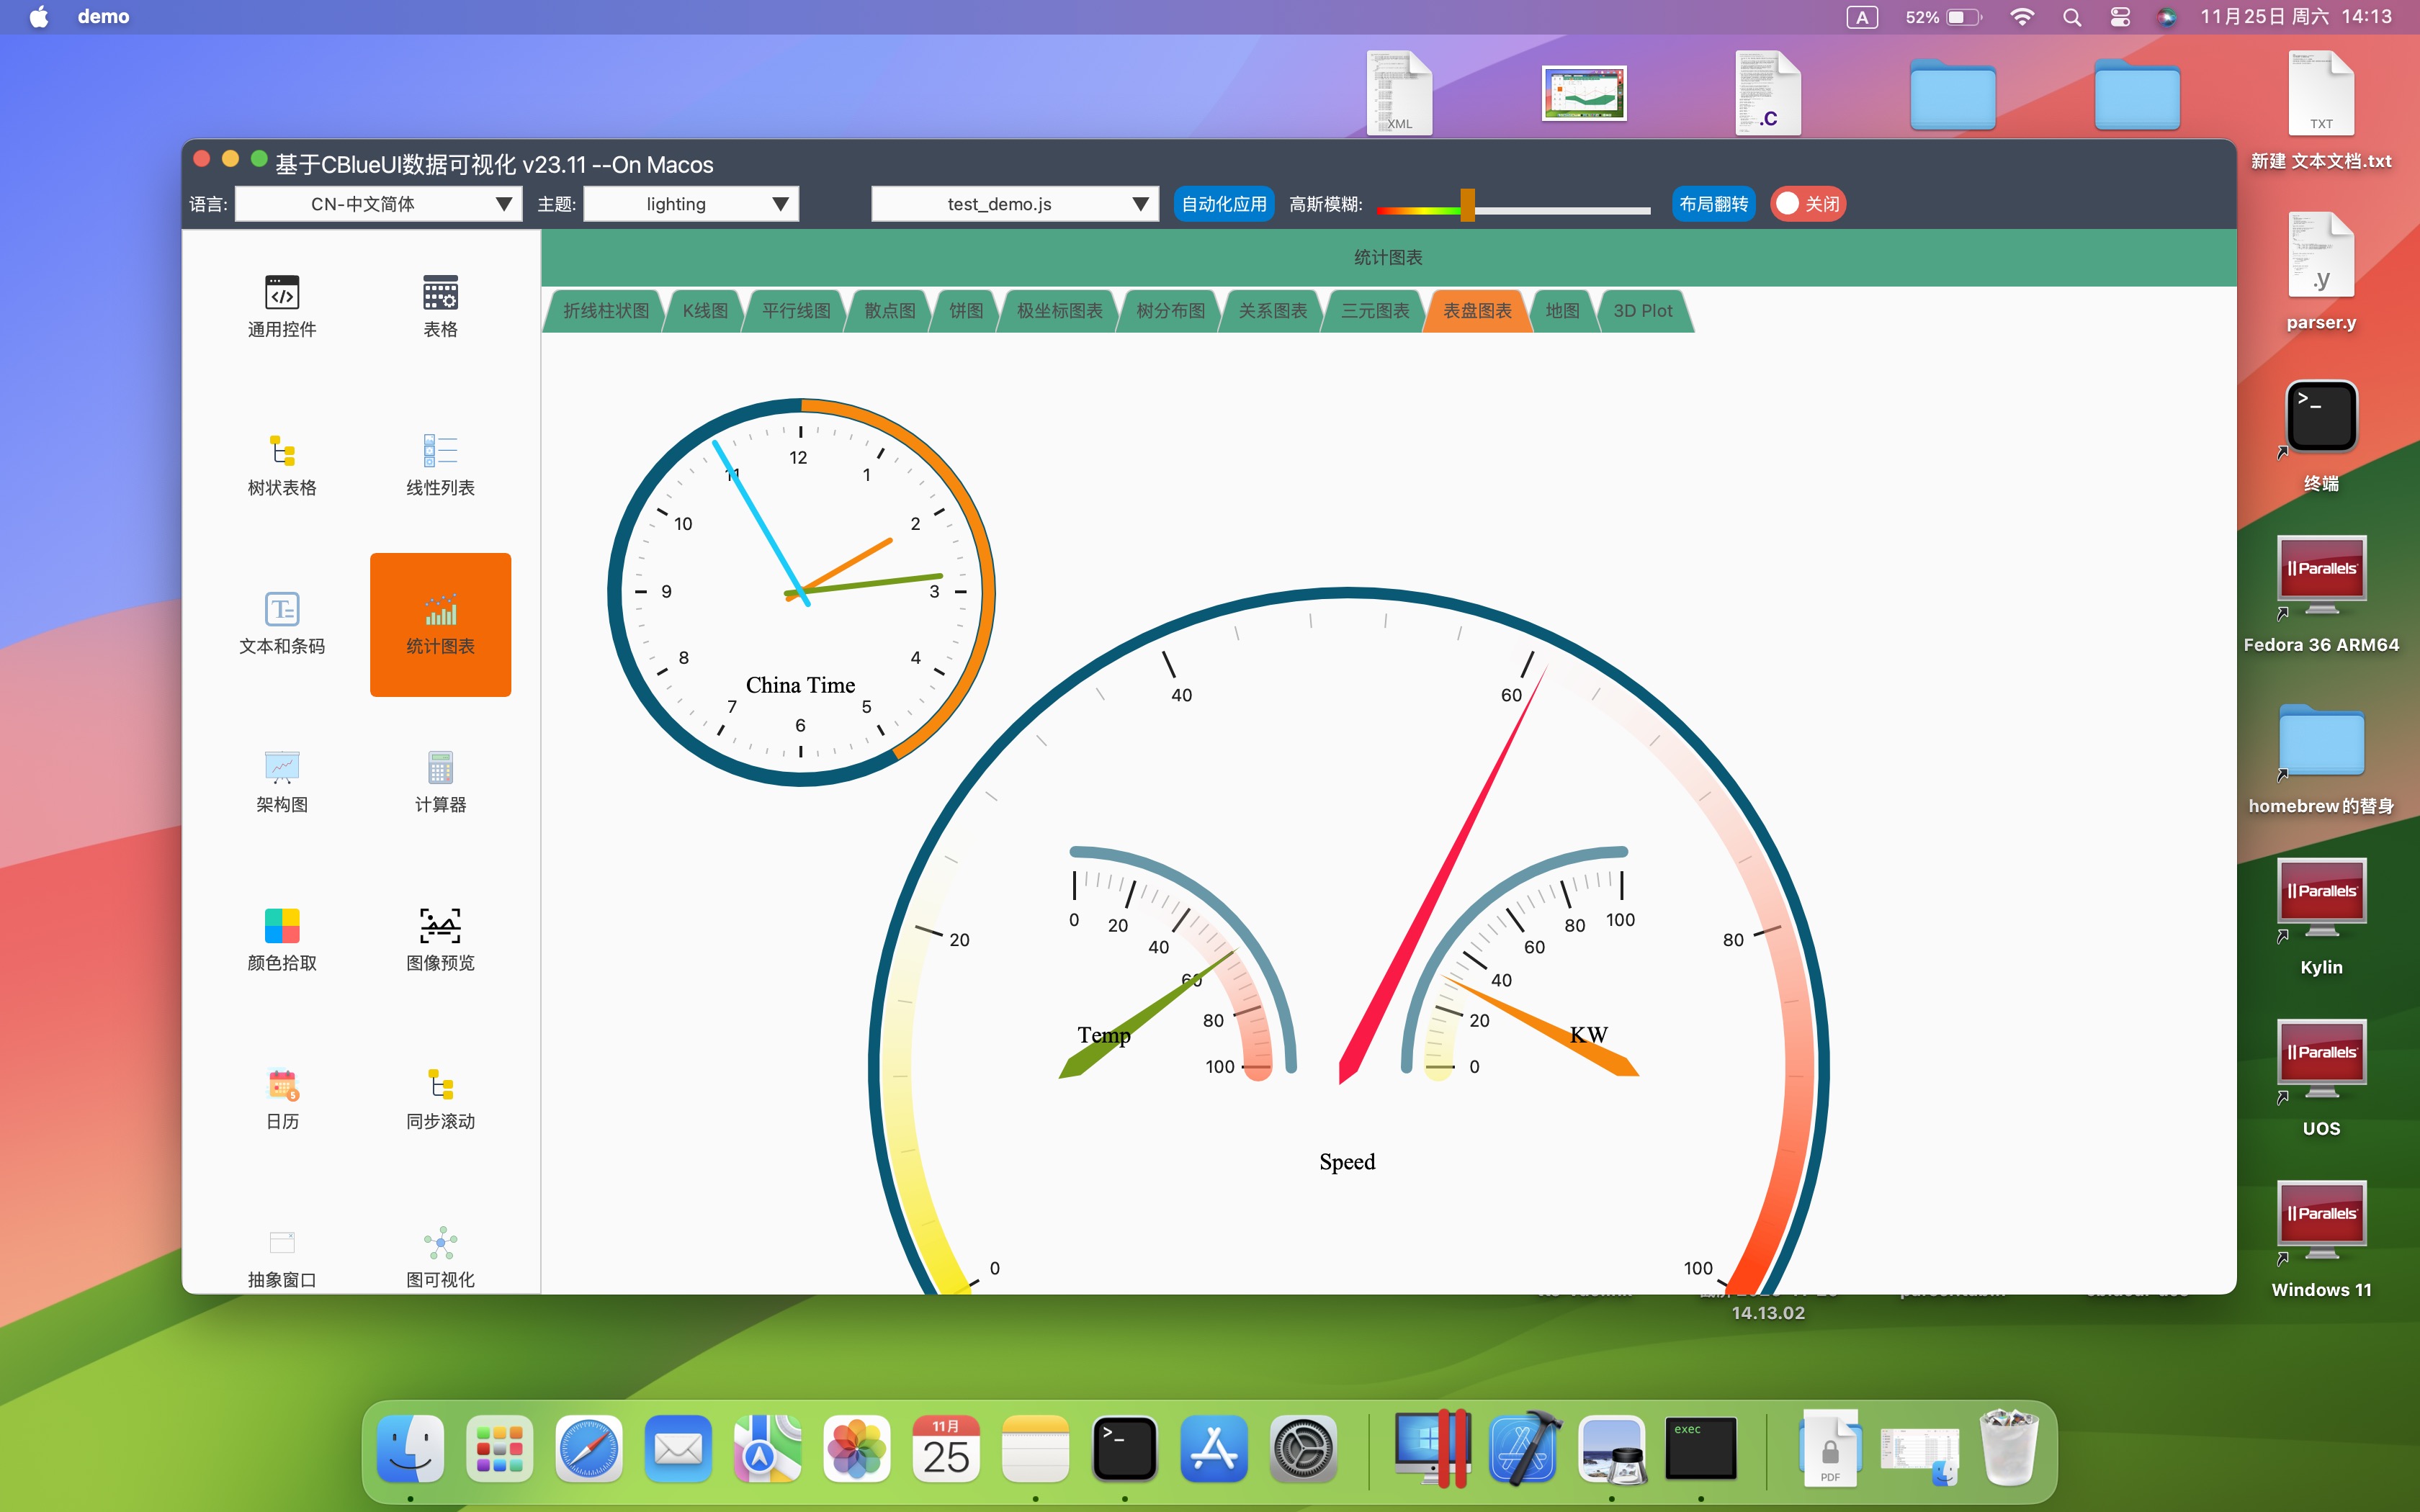 demo
A
52%
11月25日 周六 14:13
XML
.C
TXT
新建 文本文档.txt
基于CBlueUI数据可视化 v23.11 --On Macos
语言:
CN-中文简体
主题:
lighting
test_demo.js
自动化应用
高斯模糊:
布局翻转
关闭
通用控件
表格
树状表格
线性列表
文本和条码
统计图表
架构图
计算器
颜色拾取
图像预览
日历
同步滚动
抽象窗口
图可视化
统计图表
折线柱状图
K线图
平行线图
散点图
饼图
极坐标图表
树分布图
关系图表
三元图表
表盘图表
地图
3D Plot
12
1
2
3
4
5
6
7
8
9
10
11
China Time
0
20
40
60
80
100
Speed
0
20
40
60
80
100
Temp
0
20
40
60
80
100
KW
.y
parser.y
>_
终端
Parallels
Fedora 36 ARM64
homebrew的替身
Parallels
Kylin
Parallels
UOS
Parallels
Windows 11
14.13.02
11月
25
>_
exec
PDF